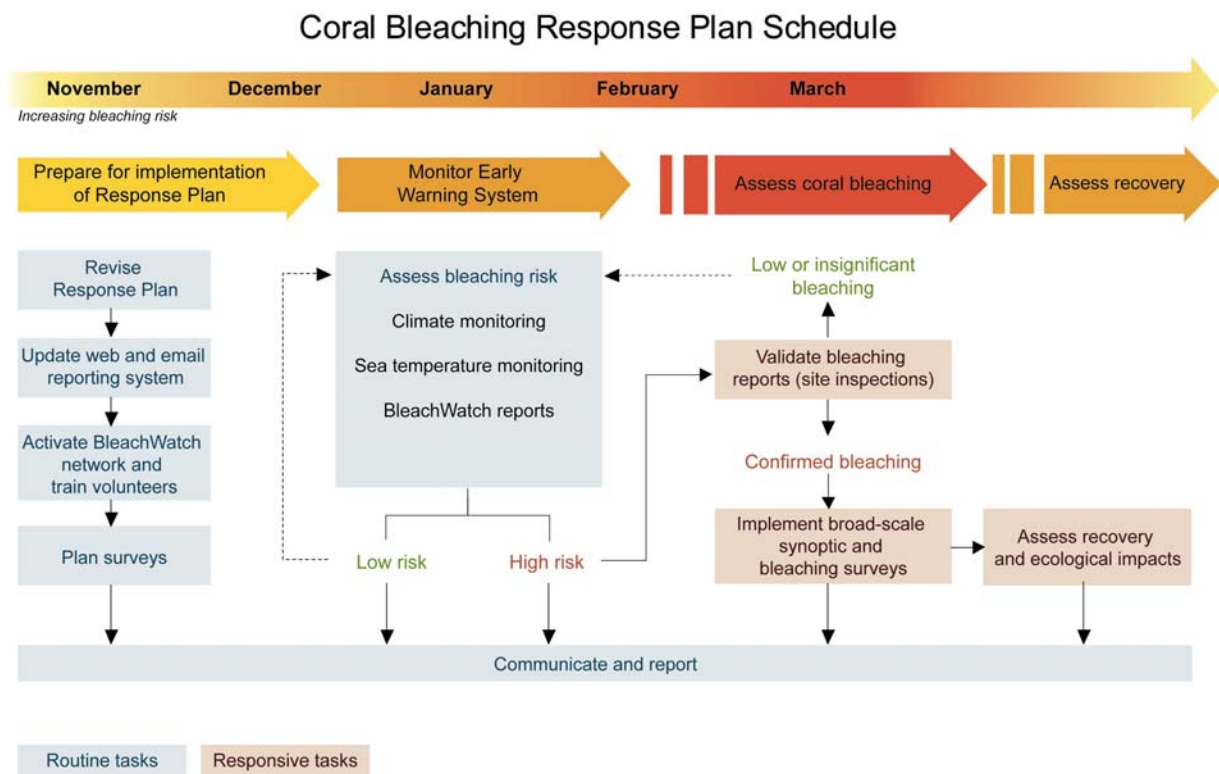 Coral Bleaching Response Plan Schedule
November December January February March
Increasing bleaching risk
Prepare for implementation
of Response Plan
Monitor Early
Warning System
Assess coral bleaching
Assess recovery
Revise
Response Plan
Update web and email
reporting system
Activate BleachWatch
network and
train volunteers
Plan surveys
Assess bleaching risk
Climate monitoring
Sea temperature monitoring
BleachWatch reports
Low risk
High risk
Low or insignificant
bleaching
Validate bleaching
reports (site inspections)
Confirmed bleaching
Implement broad-scale
synoptic and
bleaching surveys
Assess recovery
and ecological impacts
Communicate and report
Routine tasks
Responsive tasks